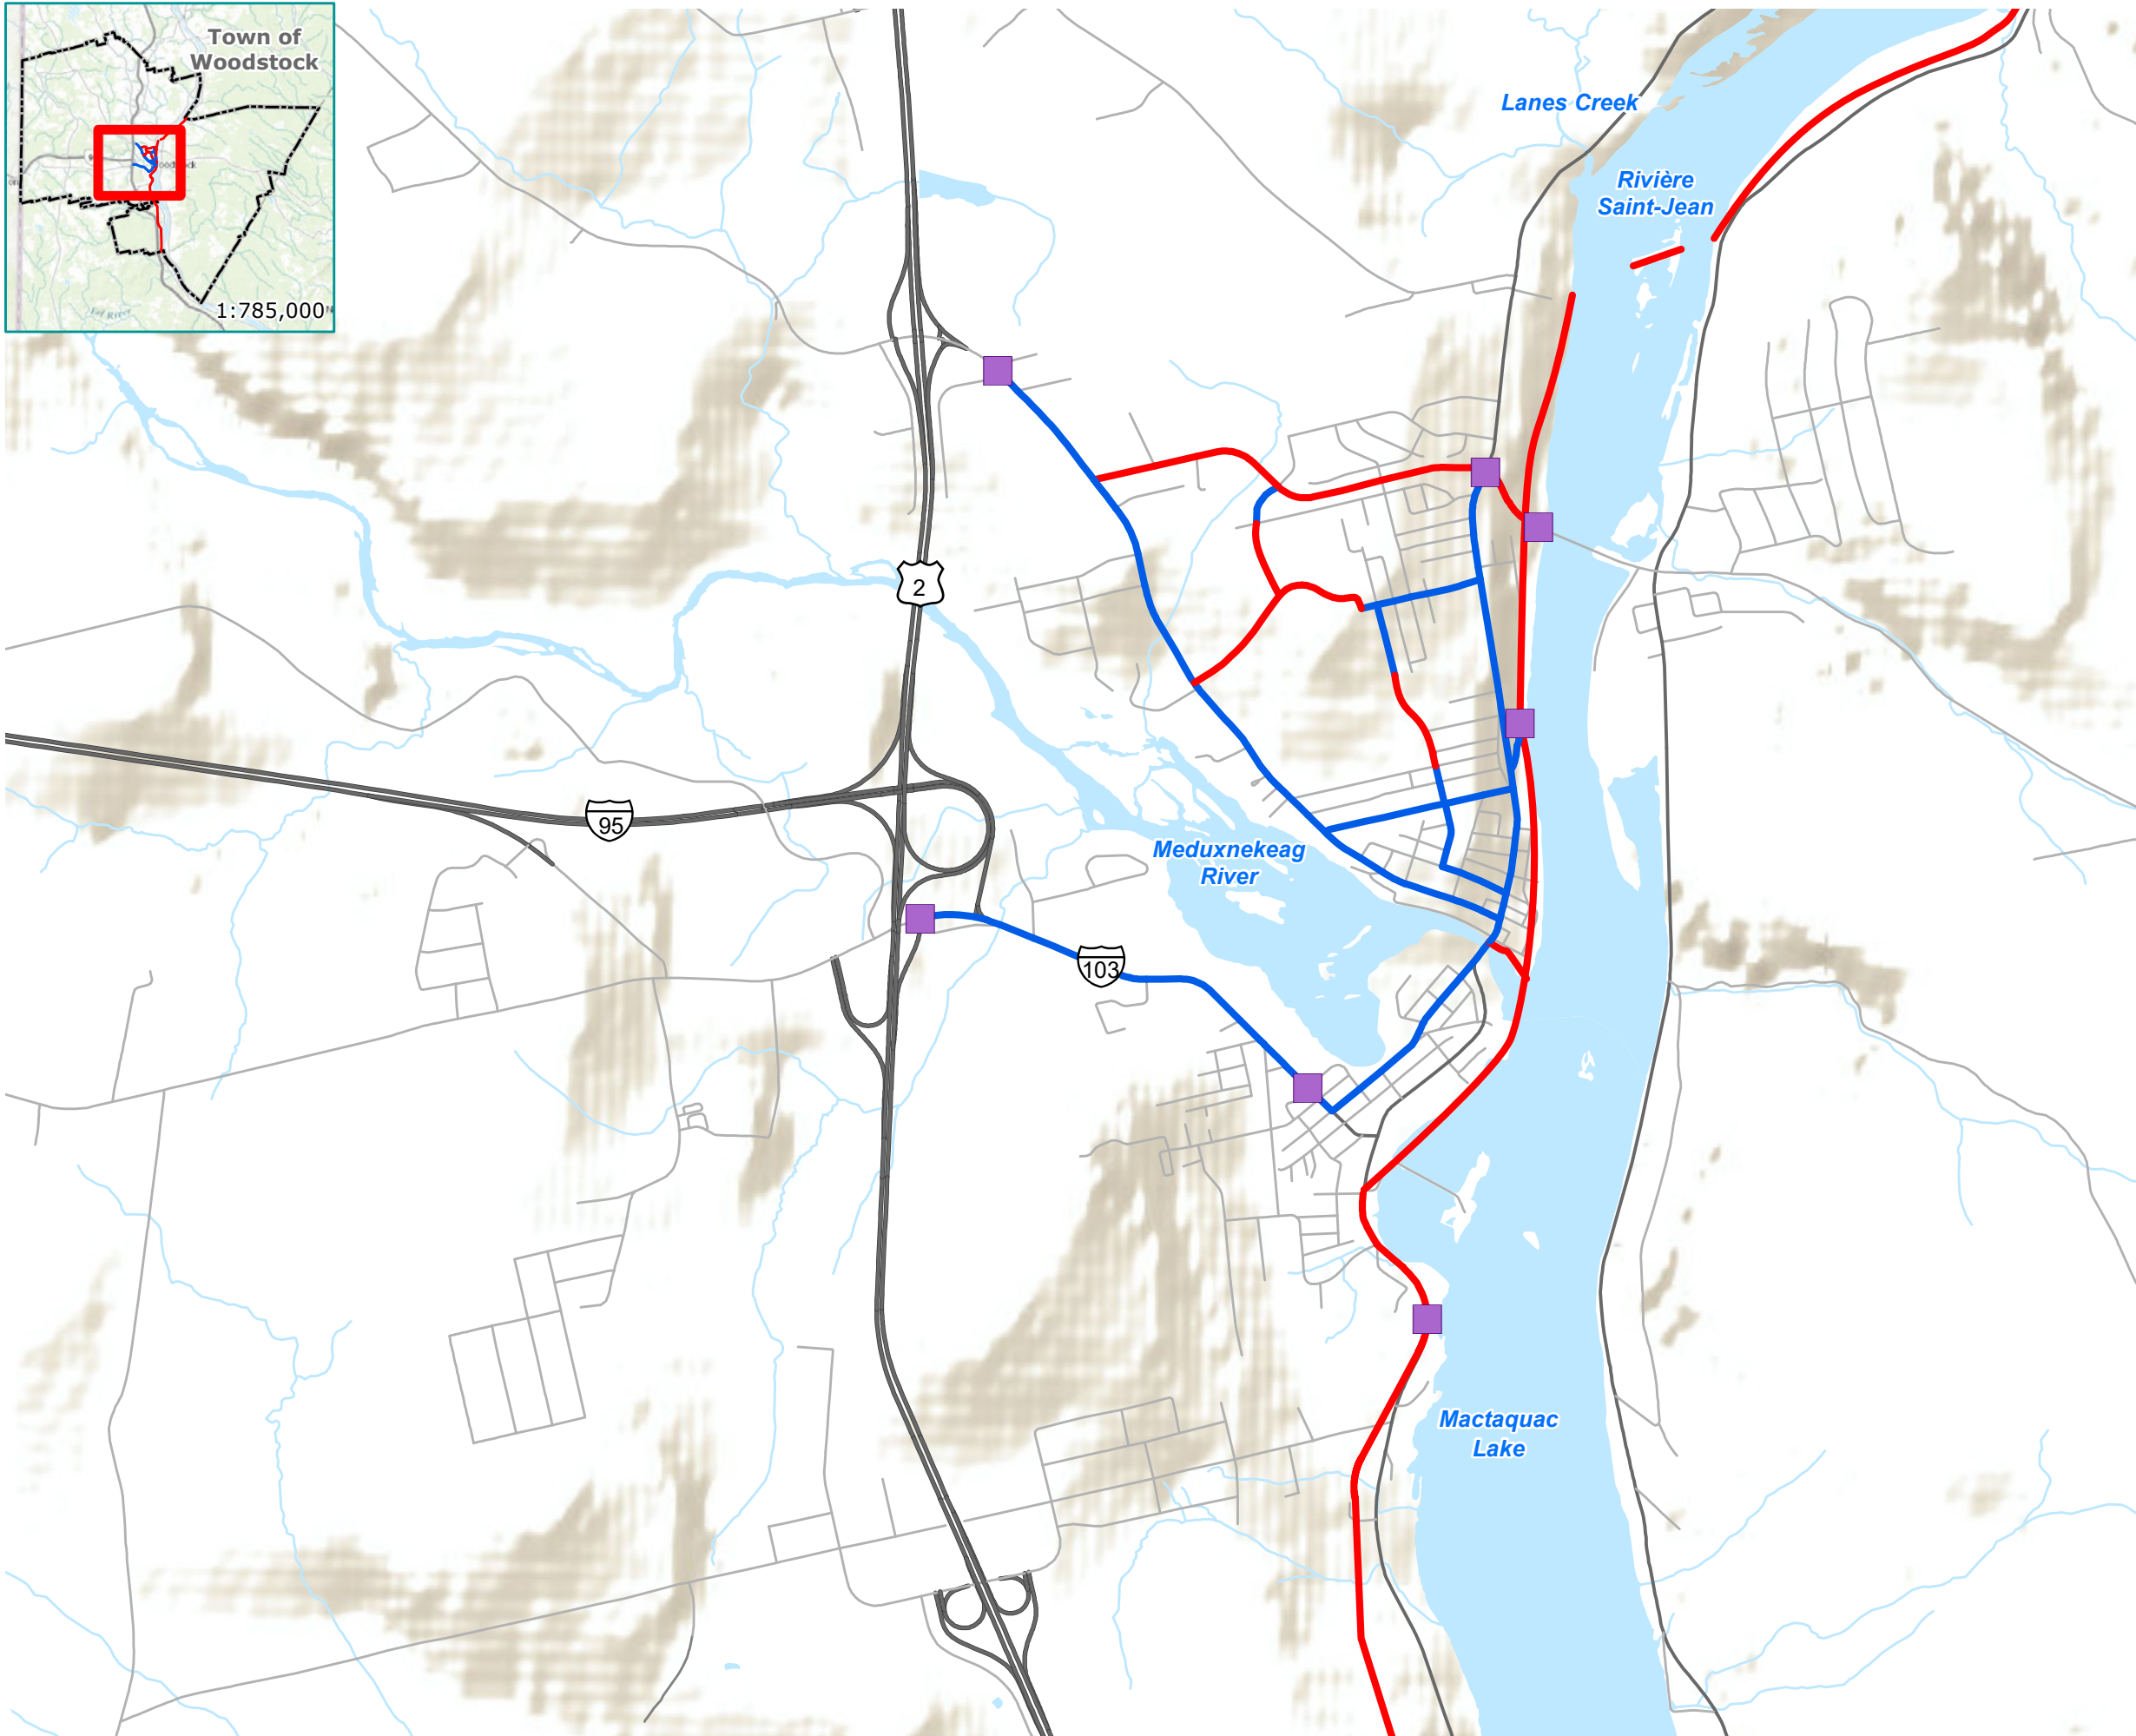 Town of
Woodstock
1:785,000
Lanes Creek
Rivière
Saint-Jean
2
95
Meduxnekeag
River
103
Mactaquac
Lake